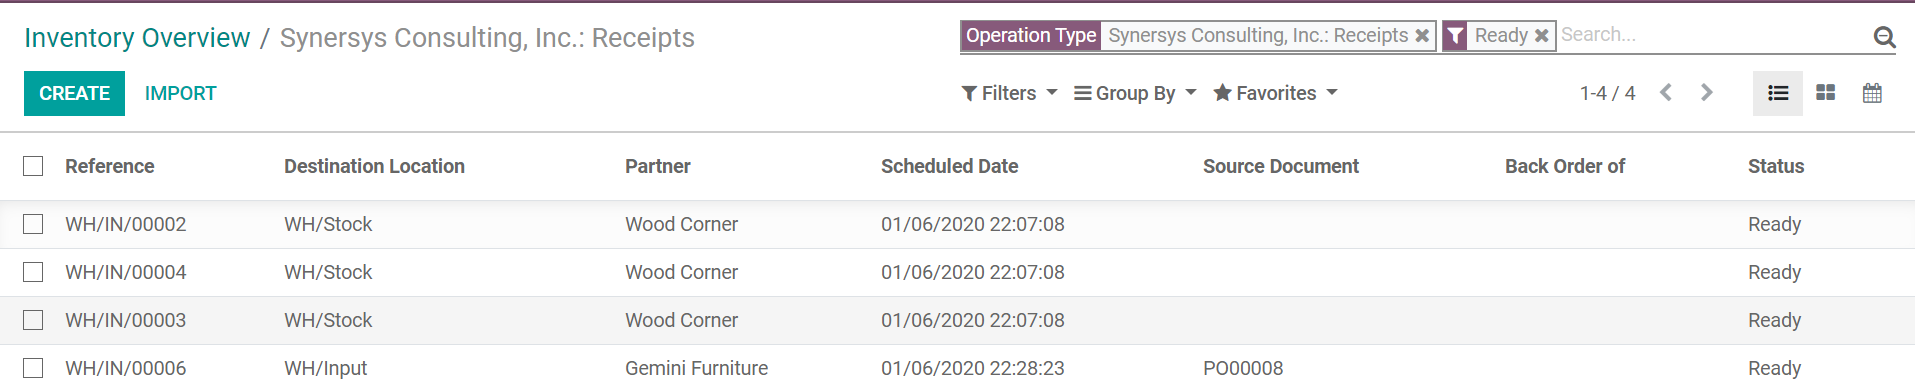 Inventory Overview / Synersys Consulting, Inc.: Receipts
Operation Type Synersys Consulting, Inc.: Receipts ✖ Ready ✖ Search...
CREATE IMPORT
Filters Group By Favorites 1-4 / 4
Reference Destination Location Partner Scheduled Date Source Document Back Order of Status
WH/IN/00002 WH/Stock Wood Corner 01/06/2020 22:07:08 Ready
WH/IN/00004 WH/Stock Wood Corner 01/06/2020 22:07:08 Ready
WH/IN/00003 WH/Stock Wood Corner 01/06/2020 22:07:08 Ready
WH/IN/00006 WH/Input Gemini Furniture 01/06/2020 22:28:23 PO00008 Ready